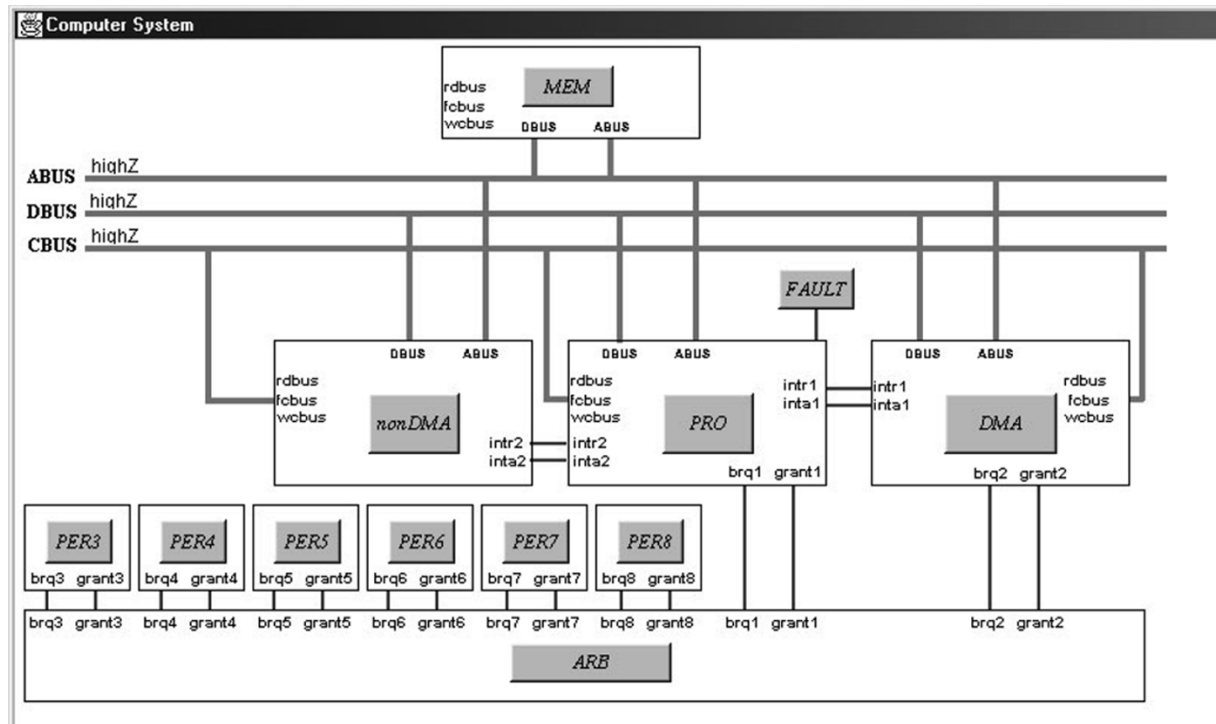 Computer System
MEM
rdbus
fcbus
wcbus
DBUS ABUS
ABUS highZ
DBUS highZ
CBUS highZ
FAULT
DBUS ABUS
rdbus
fcbus
wcbus
nonDMA
intr2
inta2
DBUS ABUS
rdbus
fcbus
wcbus
PRO
intr1
inta1
intr2
inta2
brq1 grant1
DBUS ABUS
intr1
inta1
DMA
rdbus
fcbus
wcbus
brq2 grant2
PER3 PER4 PER5 PER6 PER7 PER8
brq3 grant3 brq4 grant4 brq5 grant5 brq6 grant6 brq7 grant7 brq8 grant8
brq3 grant3 brq4 grant4 brq5 grant5 brq6 grant6 brq7 grant7 brq8 grant8 brq1 grant1 brq2 grant2
ARB